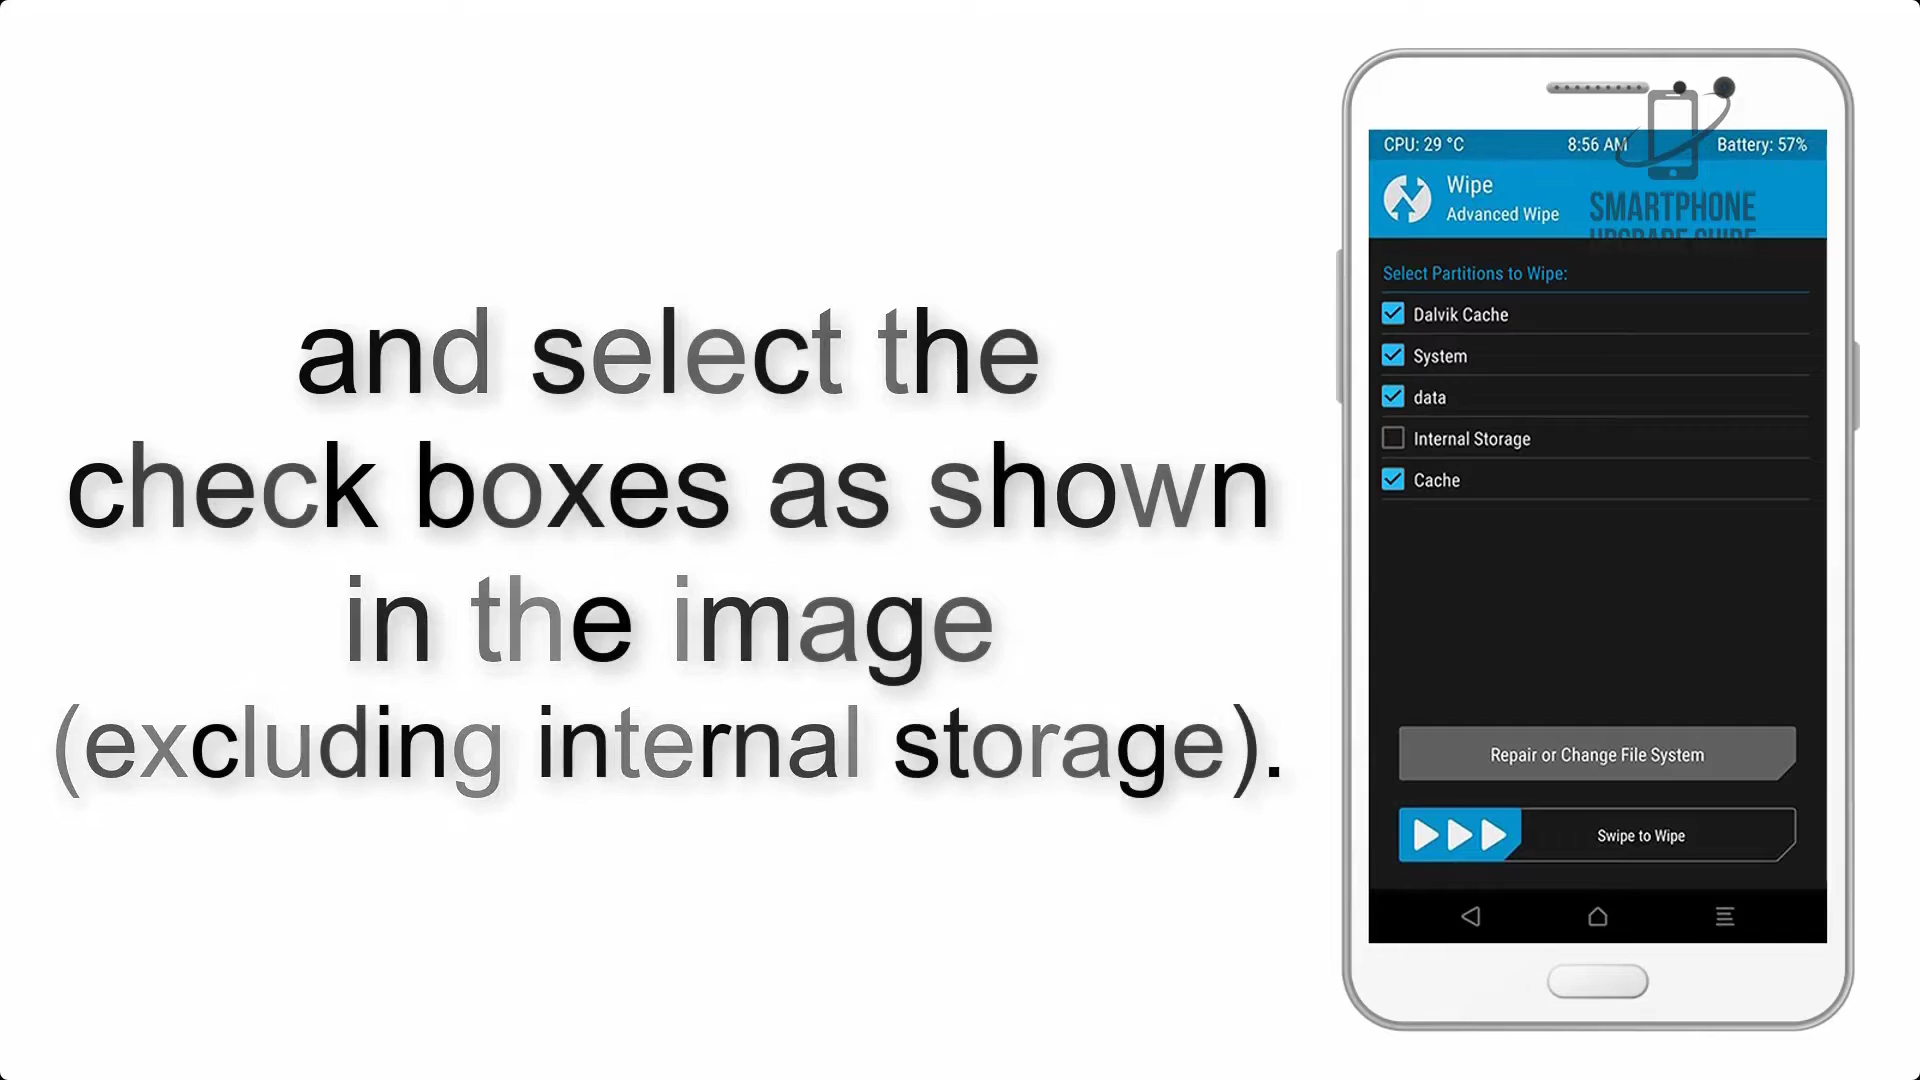 and select the
check boxes as shown
in the image
(excluding internal storage).
CPU: 29 °C 8:56 AM Battery: 57%
Wipe
Advanced Wipe
SMARTPHONE
UPGRADE GUIDE
Select Partitions to Wipe:
Dalvik Cache
System
data
Internal Storage
Cache
Repair or Change File System
Swipe to Wipe